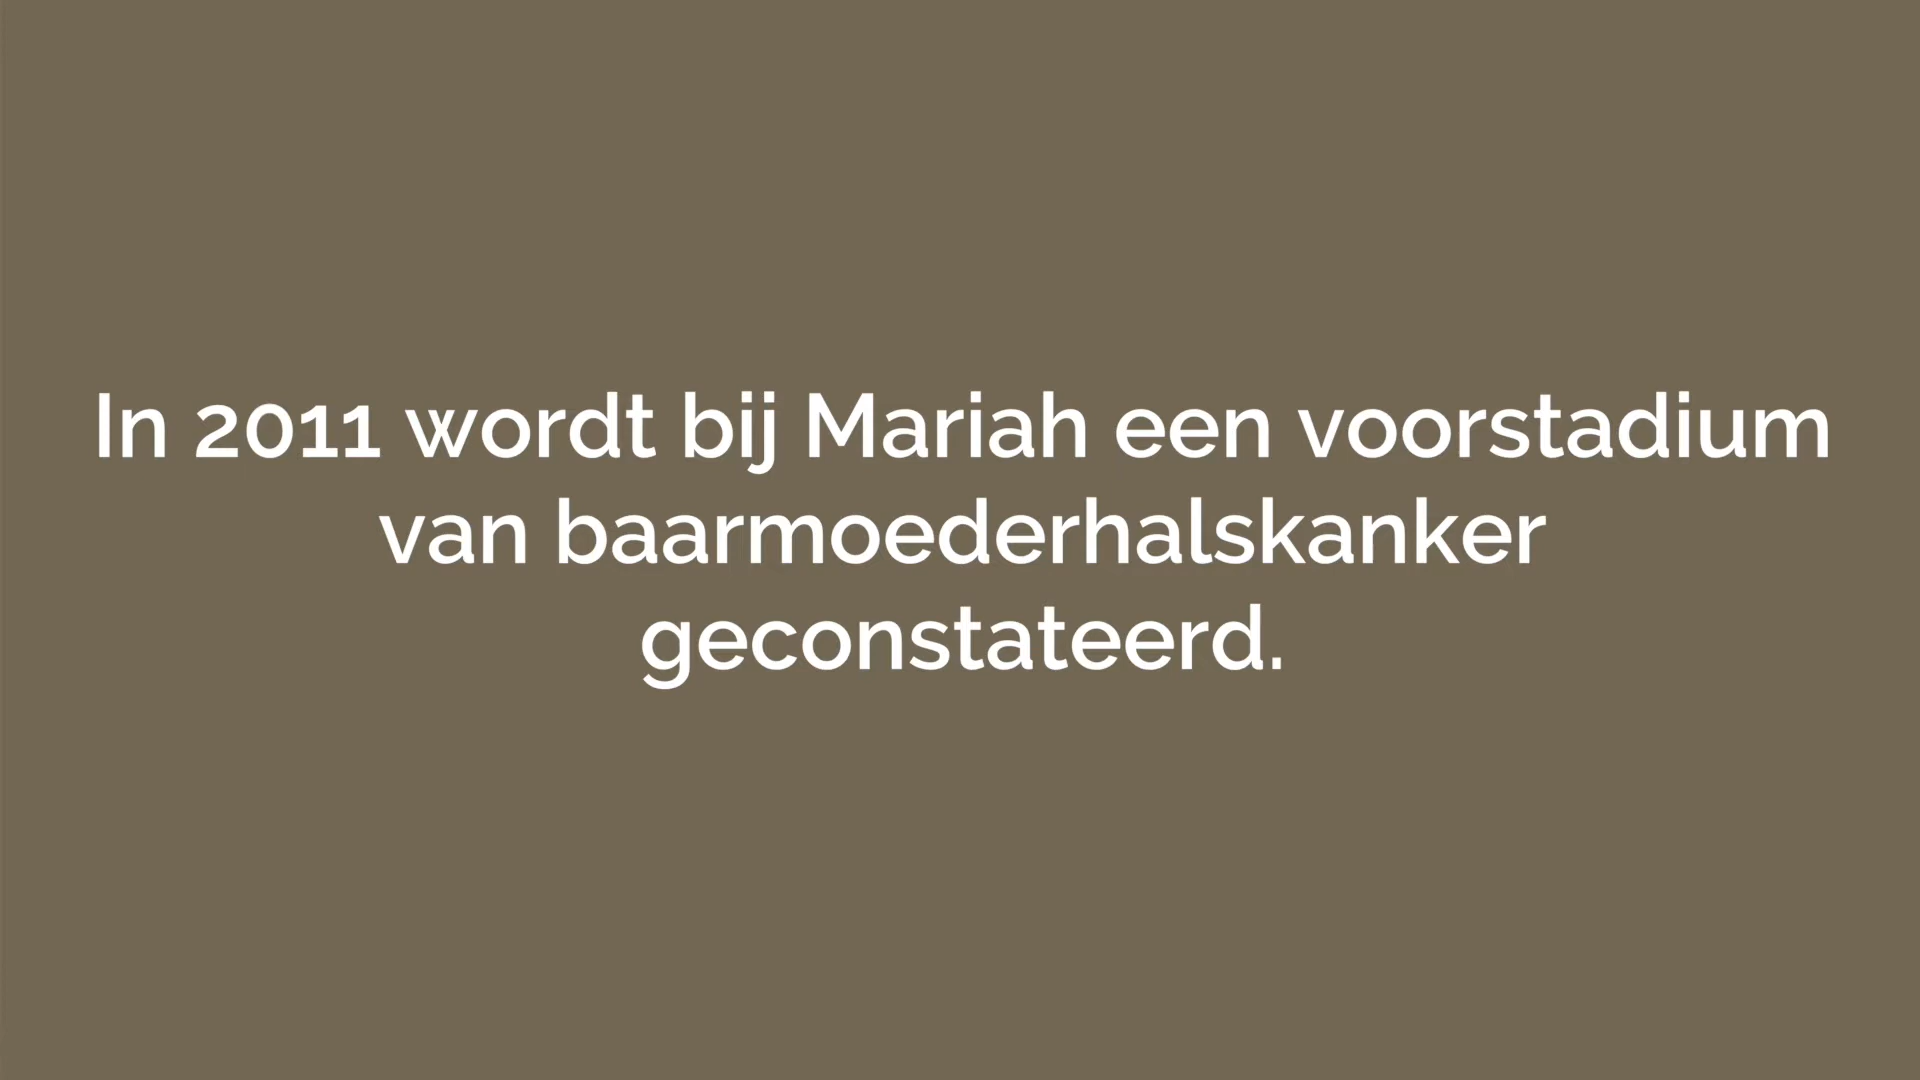 In 2011 wordt bij Mariah een voorstadium
van baarmoederhalskanker
geconstateerd.